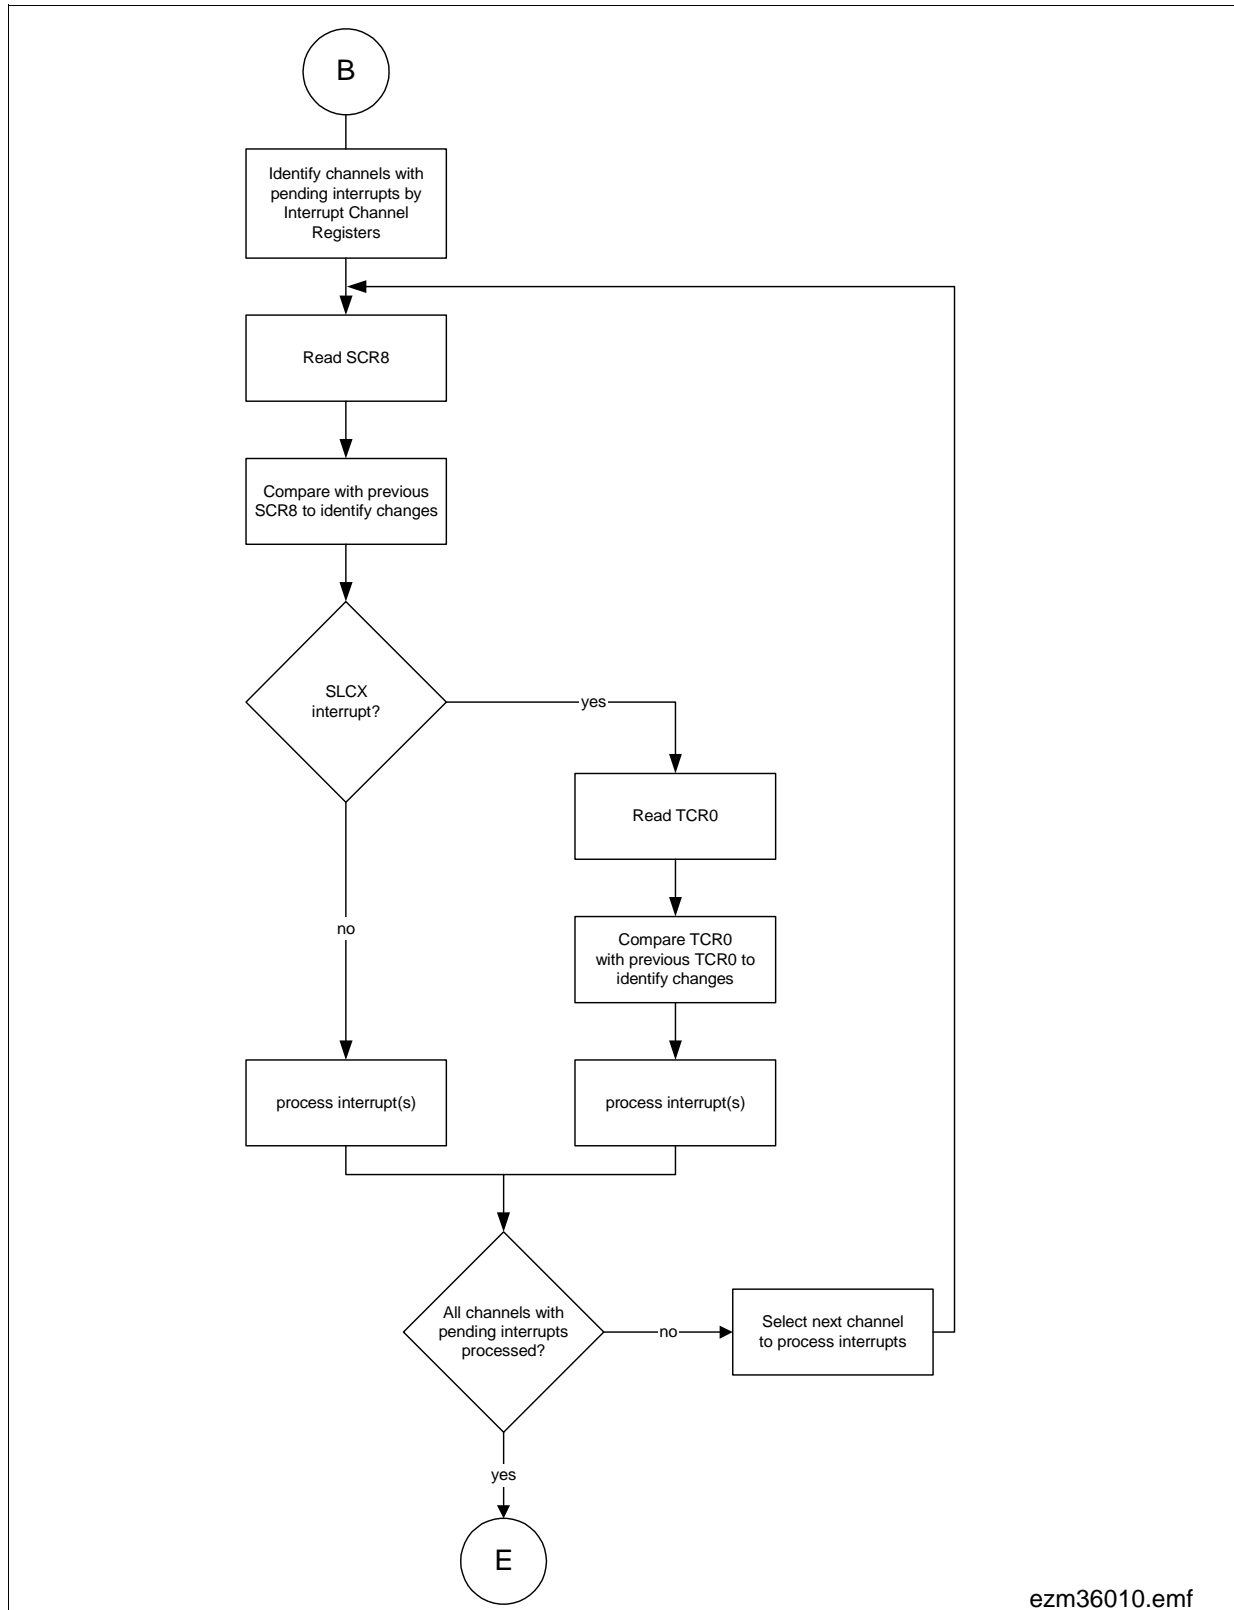 B
Identify channels with
pending interrupts by
Interrupt Channel
Registers
Read SCR8
Compare with previous
SCR8 to identify changes
SLCX
interrupt?
yes
Read TCR0
no
Compare TCR0
with previous TCR0 to
identify changes
process interrupt(s)
process interrupt(s)
All channels with
pending interrupts
processed?
no
Select next channel
to process interrupts
yes
E
ezm36010.emf